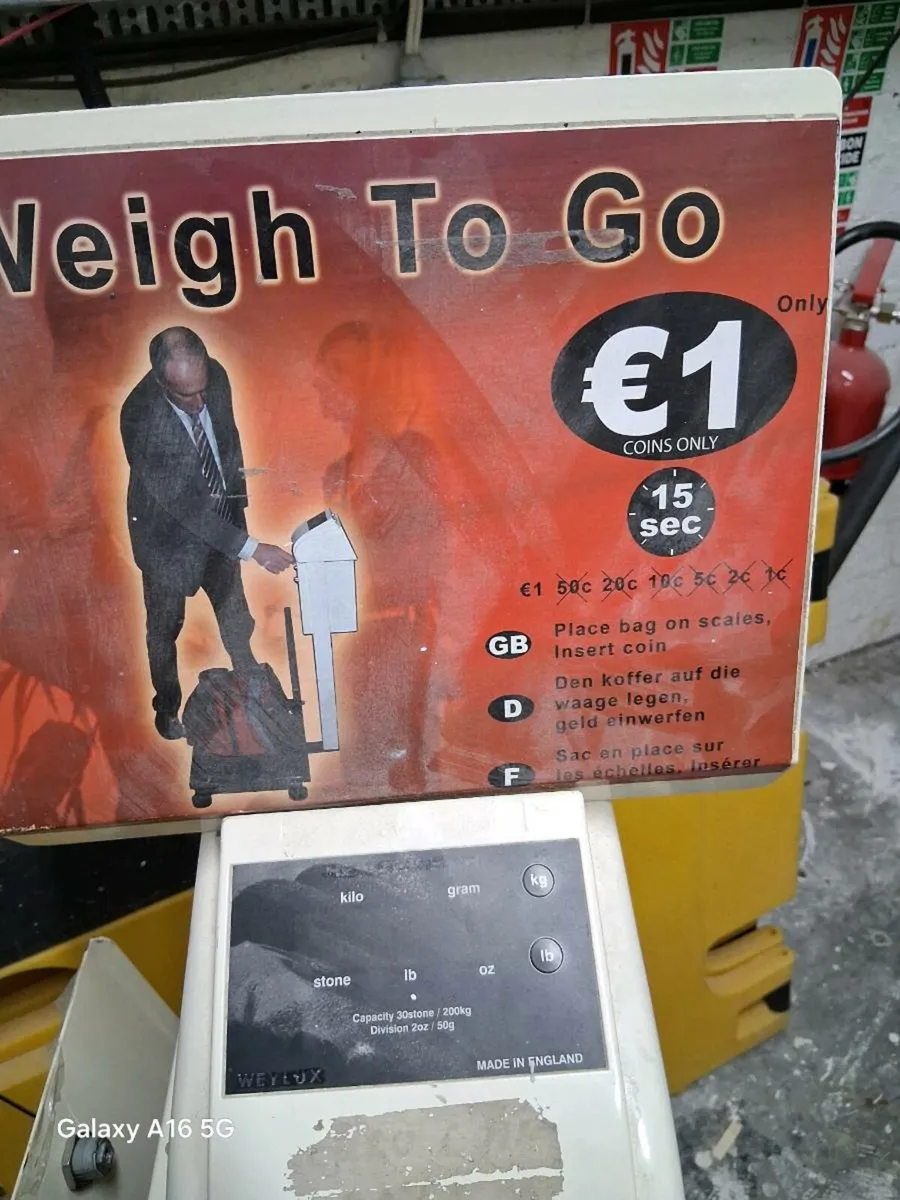 Weigh To Go
Only
€1
COINS ONLY
15
sec
€1 50c 20c 10c 5c 2c 1c
GB
Place bag on scales,
Insert coin
D
Den koffer auf die
waage legen,
geld einwerfen
F
Sac en place sur
les échelles. Insérer
kilo gram kg
stone lb oz lb
Capacity 30stone / 200kg
Division 2oz / 50g
MADE IN ENGLAND
WEYLUX
Galaxy A16 5G